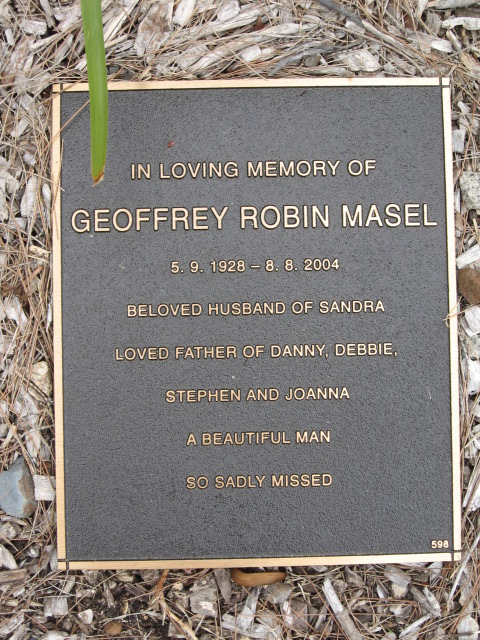 IN LOVING MEMORY OF
GEOFFREY ROBIN MASEL
5. 9. 1928 – 8. 8. 2004
BELOVED HUSBAND OF SANDRA
LOVED FATHER OF DANNY, DEBBIE,
STEPHEN AND JOANNA
A BEAUTIFUL MAN
SO SADLY MISSED
598